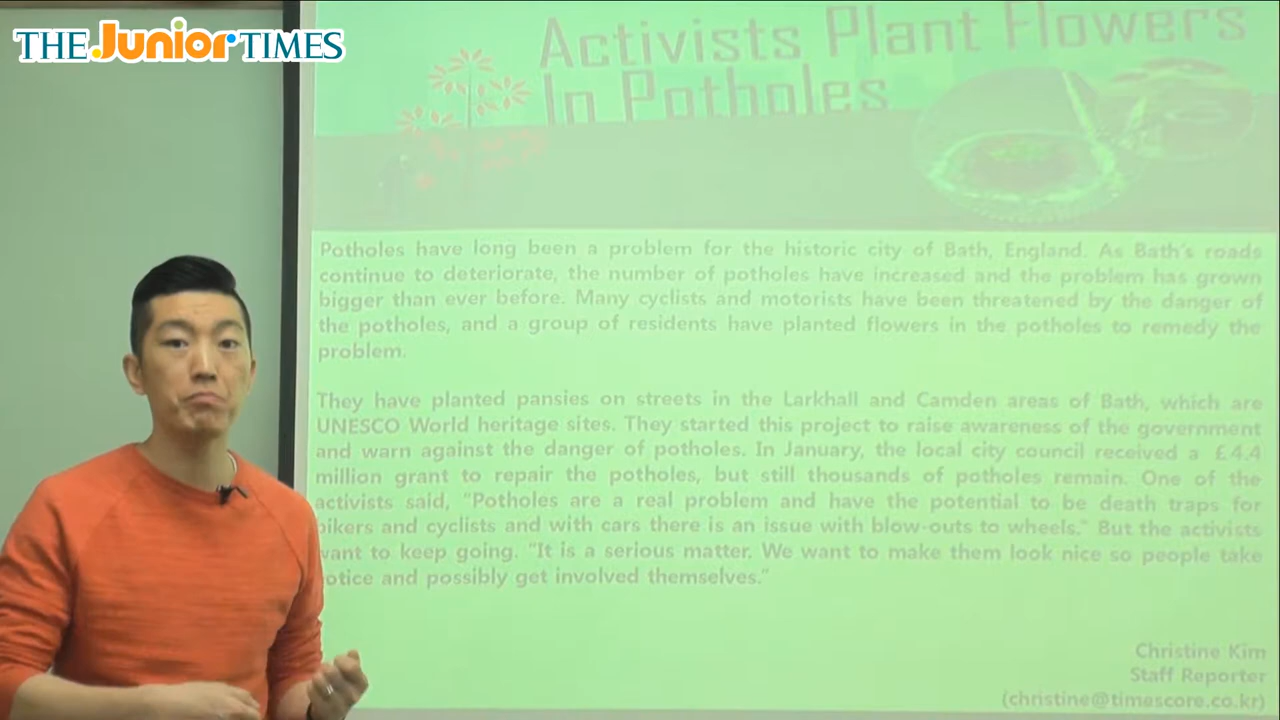 THE Junior TIMES
Activists Plant Flowers
In Potholes
Potholes have long been a problem for the historic city of Bath, England. As Bath's roads
continue to deteriorate, the number of potholes have increased and the problem has grown
bigger than ever before. Many cyclists and motorists have been threatened by the danger of
the potholes, and a group of residents have planted flowers in the potholes to remedy the
problem.
They have planted pansies on streets in the Larkhall and Camden areas of Bath, which are
UNESCO World heritage sites. They started this project to raise awareness of the government
and warn against the danger of potholes. In January, the local city council received a £4.4
million grant to repair the potholes, but still thousands of potholes remain. One of the
activists said, "Potholes are a real problem and have the potential to be death traps for
bikers and cyclists and with cars there is an issue with blow-outs to wheels." But the activists
want to keep going. "It is a serious matter. We want to make them look nice so people take
notice and possibly get involved themselves."
Christine Kim
Staff Reporter
(christine@timescore.co.kr)